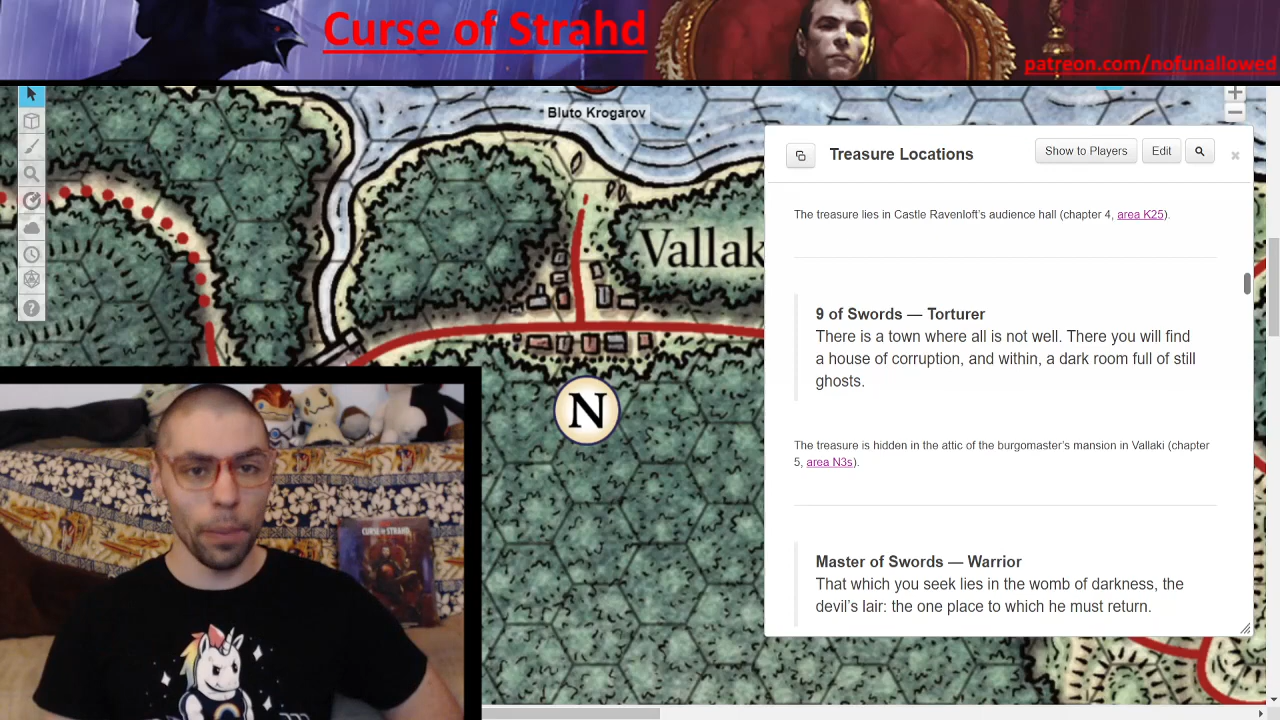 Curse of Strahd
patreon.com/nofunallowed
Bluto Krogarov
Vallak
N
Treasure Locations
Show to Players
Edit
The treasure lies in Castle Ravenloft's audience hall (chapter 4, area K25).
9 of Swords — Torturer
There is a town where all is not well. There you will find
a house of corruption, and within, a dark room full of still
ghosts.
The treasure is hidden in the attic of the burgomaster's mansion in Vallaki (chapter
5, area N3s).
Master of Swords — Warrior
That which you seek lies in the womb of darkness, the
devil's lair: the one place to which he must return.
CURSE OF STRAHD